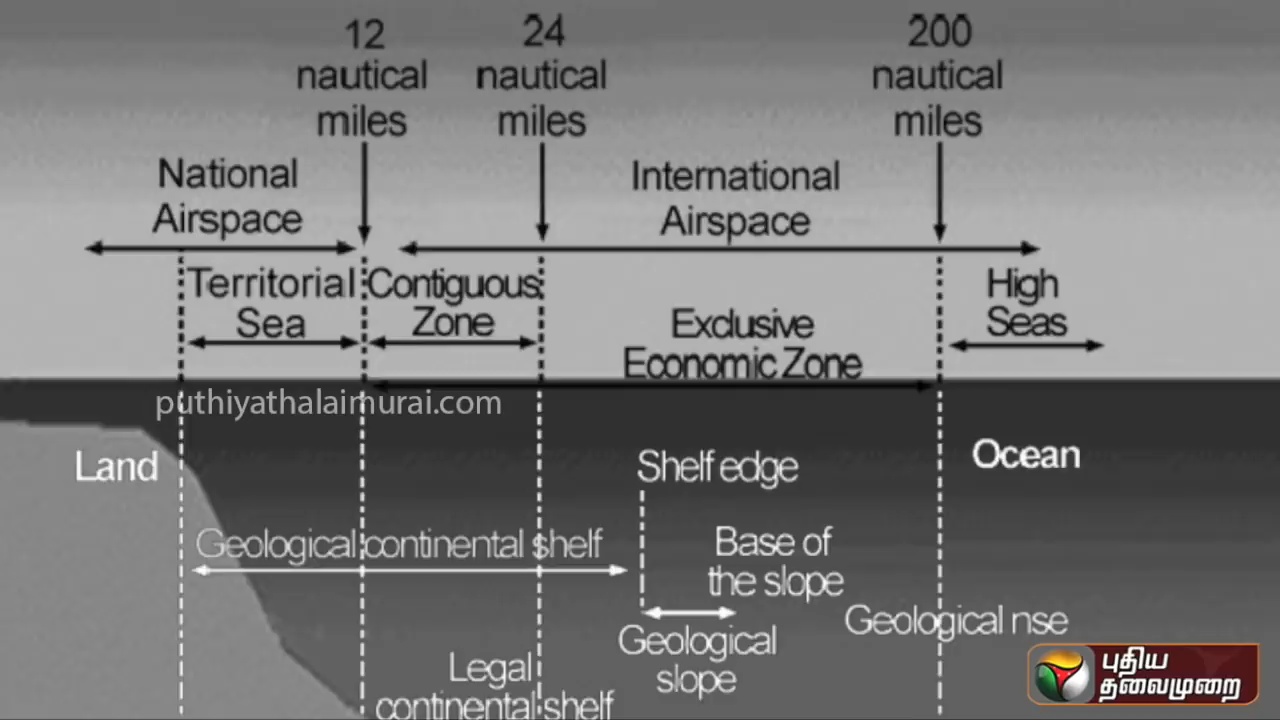 12
nautical
miles
24
nautical
miles
200
nautical
miles
National
Airspace
International
Airspace
Territorial
Sea
Contiguous
Zone
Exclusive
Economic Zone
High
Seas
puthiyathalaimurai.com
Land
Shelf edge
Ocean
Geological continental shelf
Base of
the slope
Geological nse
Geological
slope
Legal
continental shelf
புதிய
தலைமுறை